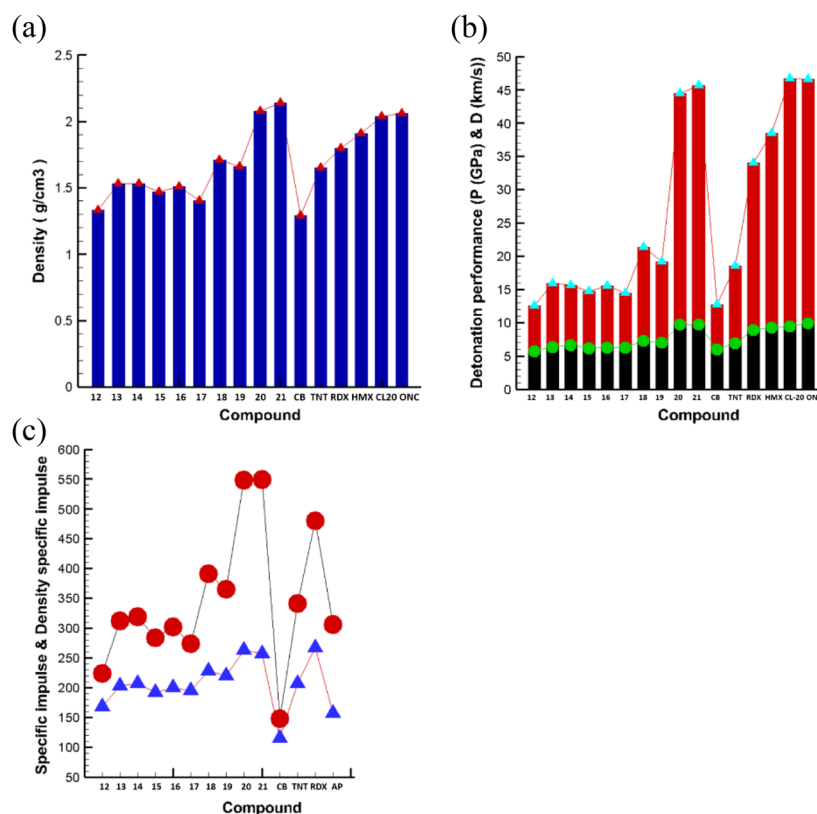 (a)
2.5
2
1.5
1
0.5
0
Density ( g/cm3 )
12 13 14 15 16 17 18 19 20 21 CB TNT RDX HMX CL20 ONC
Compound
(b)
50
45
40
35
30
25
20
15
10
5
0
Detonation performance (P (GPa) & D (km/s))
12 13 14 15 16 17 18 19 20 21 CB TNT RDX HMX CL-20 ON
Compound
(c)
600
550
500
450
400
350
300
250
200
150
100
50
Specific impulse & Density specific impulse
12 13 14 15 16 17 18 19 20 21 CB TNT RDX AP
Compound